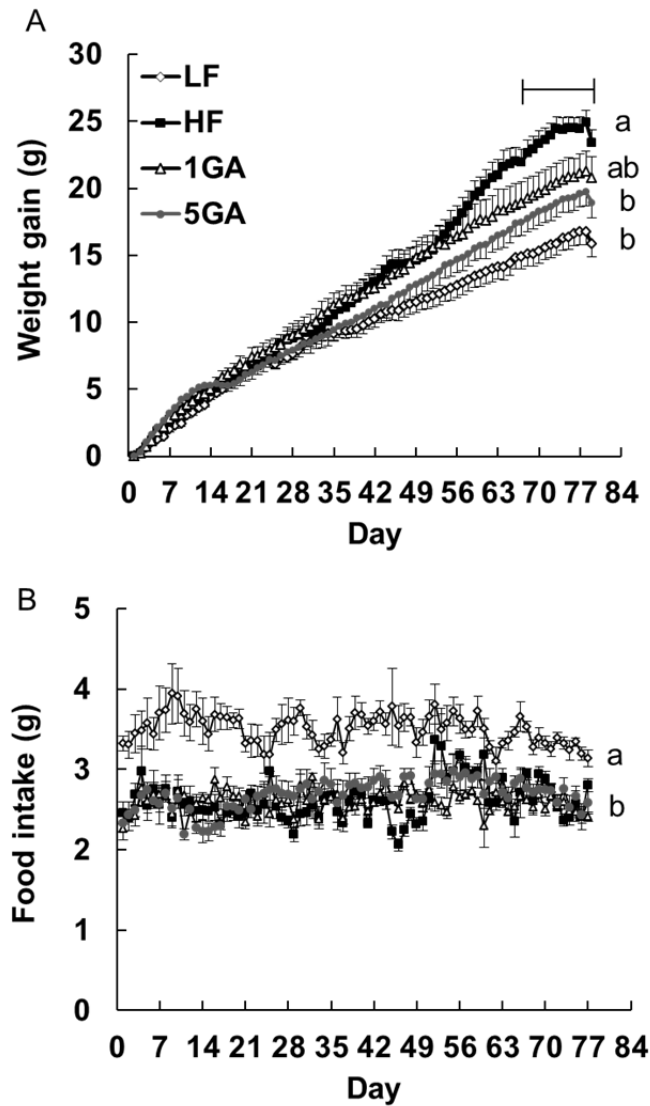 A
Weight gain (g)
30
25
20
15
10
5
0
LF
HF
1GA
5GA
a
ab
b
b
0 7 14 21 28 35 42 49 56 63 70 77 84
Day
B
Food intake (g)
5
4
3
2
1
0
a
b
0 7 14 21 28 35 42 49 56 63 70 77 84
Day